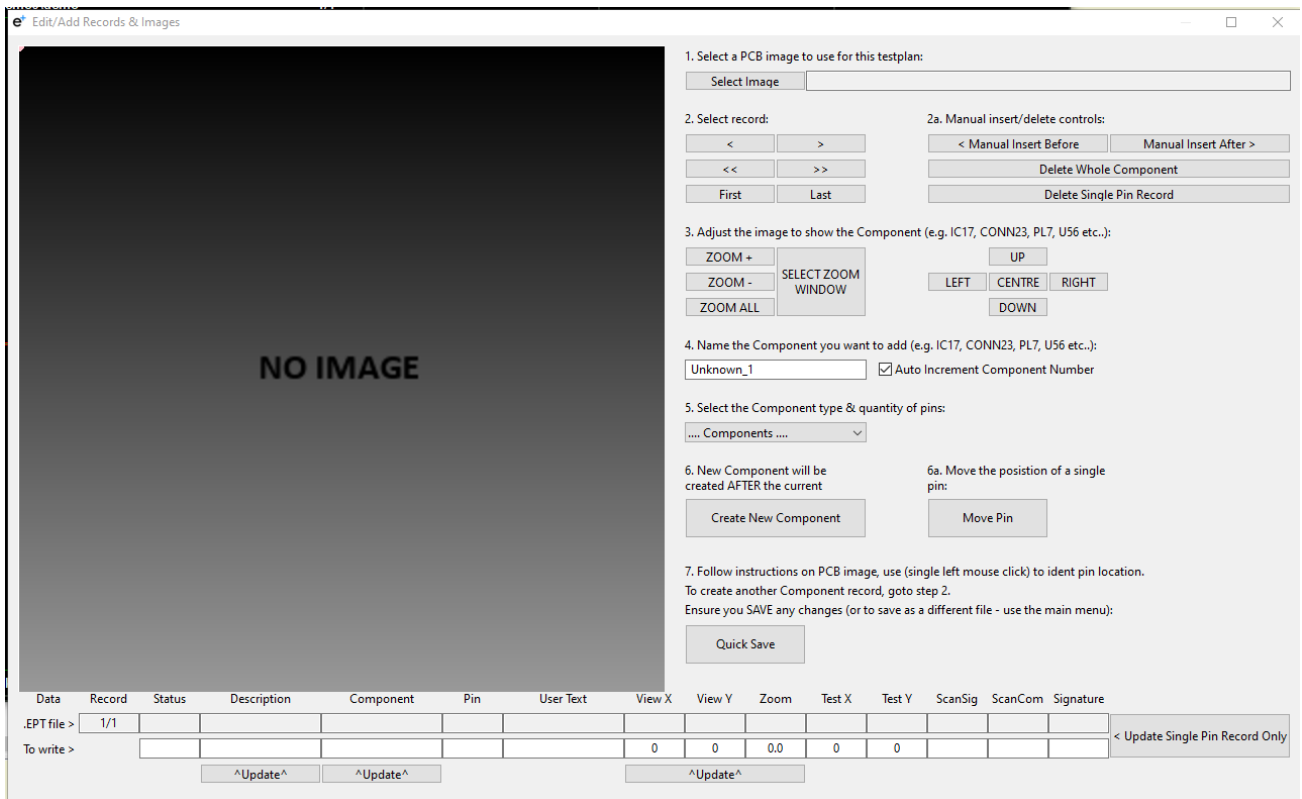 e+ Edit/Add Records & Images
1. Select a PCB image to use for this testplan:
Select Image
2. Select record:
2a. Manual insert/delete controls:
< >
< Manual Insert Before Manual Insert After >
<< >>
Delete Whole Component
First Last
Delete Single Pin Record
3. Adjust the image to show the Component (e.g. IC17, CONN23, PL7, U56 etc..):
ZOOM +
ZOOM -
ZOOM ALL
SELECT ZOOM
WINDOW
UP
LEFT CENTRE RIGHT
DOWN
NO IMAGE
4. Name the Component you want to add (e.g. IC17, CONN23, PL7, U56 etc..):
Unknown_1
Auto Increment Component Number
5. Select the Component type & quantity of pins:
.... Components ....
6. New Component will be
created AFTER the current
6a. Move the posistion of a single
pin:
Create New Component
Move Pin
7. Follow instructions on PCB image, use (single left mouse click) to ident pin location.
To create another Component record, goto step 2.
Ensure you SAVE any changes (or to save as a different file - use the main menu):
Quick Save
Data Record Status Description Component Pin User Text View X View Y Zoom Test X Test Y ScanSig ScanCom Signature
.EPT file > 1/1
To write > 0 0 0.0 0 0
< Update Single Pin Record Only
^Update^ ^Update^ ^Update^